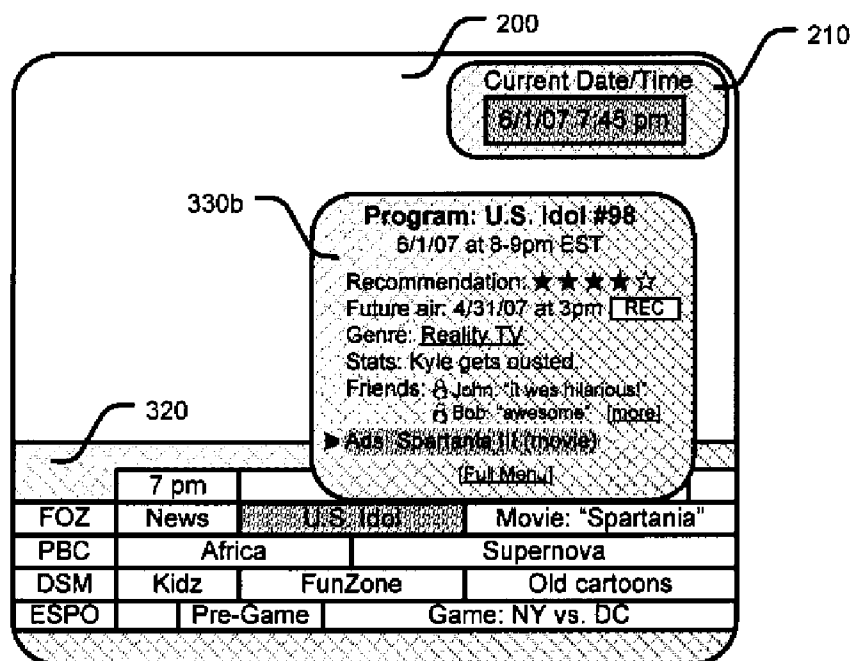 200
210
Current Date/Time
6/1/07 7:45 pm
330b
Program: U.S. Idol #98
6/1/07 at 8-9pm EST
Recommendation: ★★★★☆
Future air: 4/31/07 at 3pm REC
Genre: Reality TV
Stats: Kyle gets ousted.
Friends: John: "it was hilarious!"
Bob: "awesome" [more]
Ads: Spartania III (movie)
[Full Menu]
320
7 pm
FOZ News U.S. Idol Movie: "Spartania"
PBC Africa Supernova
DSM Kidz FunZone Old cartoons
ESPO Pre-Game Game: NY vs. DC